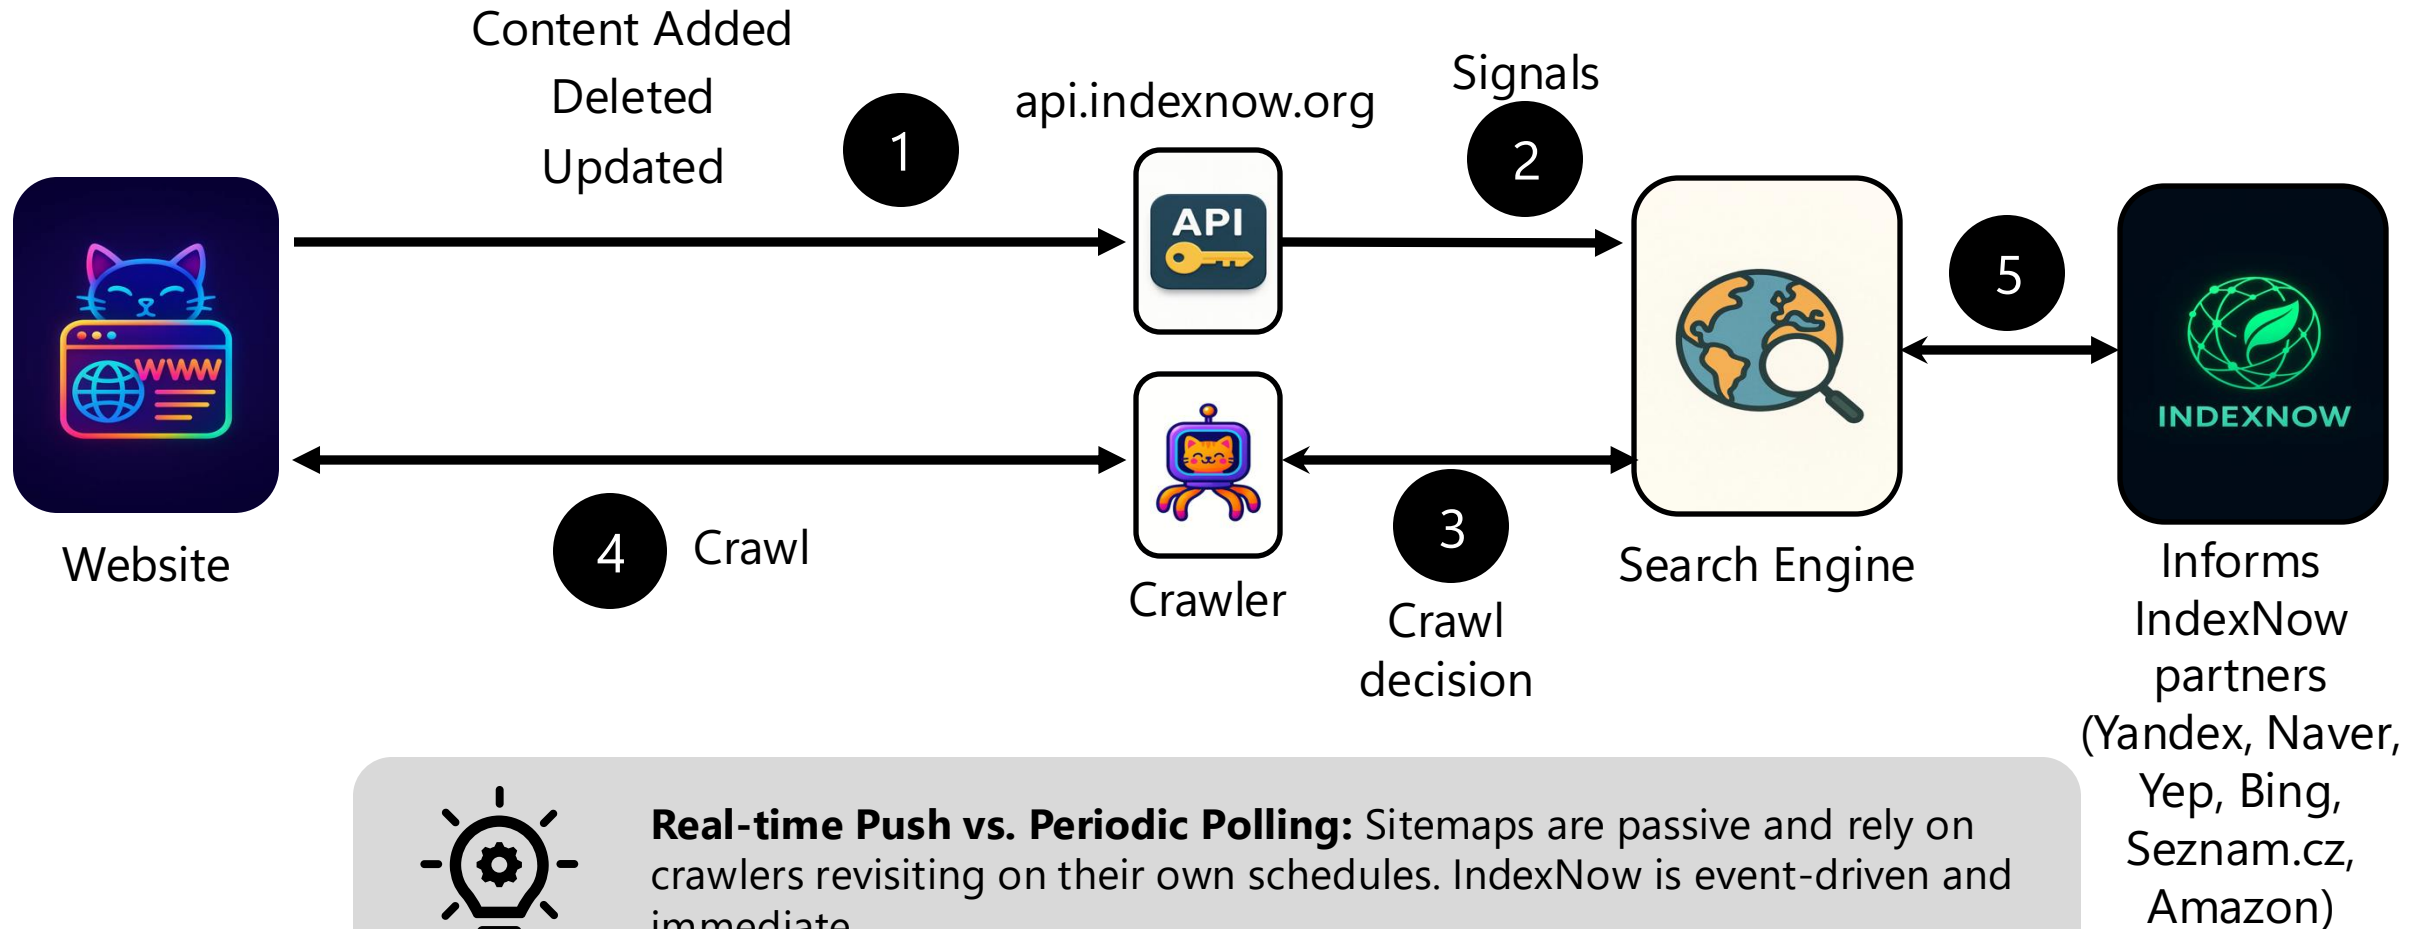 Content Added
Deleted
Updated
1
api.indexnow.org
Signals
2
API
WWW
5
INDEXNOW
Website
4
Crawl
Crawler
3
Crawl
decision
Search Engine
Informs
IndexNow
partners
(Yandex, Naver,
Yep, Bing,
Seznam.cz,
Amazon)
Real-time Push vs. Periodic Polling: Sitemaps are passive and rely on
crawlers revisiting on their own schedules. IndexNow is event-driven and
immediate